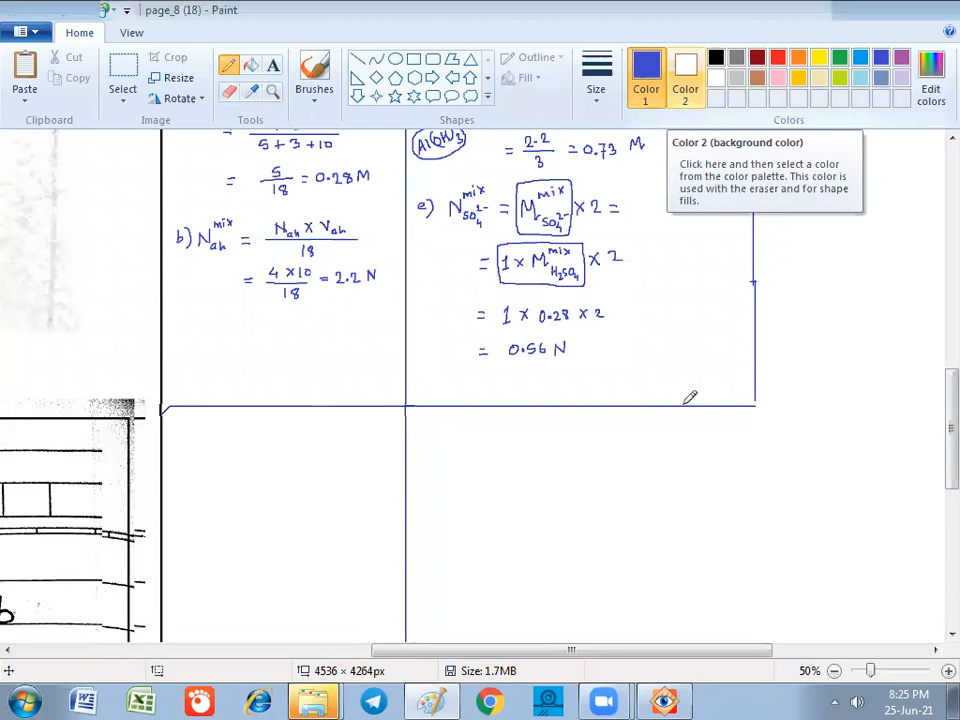 page_8 (18) - Paint
Home
View
Paste
Cut
Copy
Clipboard
Select
Crop
Resize
Rotate
Image
A
Tools
Brushes
Shapes
Outline
Fill
Size
Color 1
Color 2
Edit colors
Colors
Color 2 (background color)
Click here and then select a color
from the color palette. This color is
used with the eraser and for shape
fills.
= 5+3+10
= 5/18 = 0.28 M
b) N_ah^mix = N_ah × V_ah / 18
= 4 × 10 / 18 = 2.2 N
Al(OH)3
= 2.2/3 = 0.73 M
e) N_SO4^2-^mix = M_SO4^2-^mix × 2 =
= 1 × M_H2SO4^mix × 2
= 1 × 0.28 × 2
= 0.56 N
4536 × 4264px
Size: 1.7MB
50%
8:25 PM
25-Jun-21